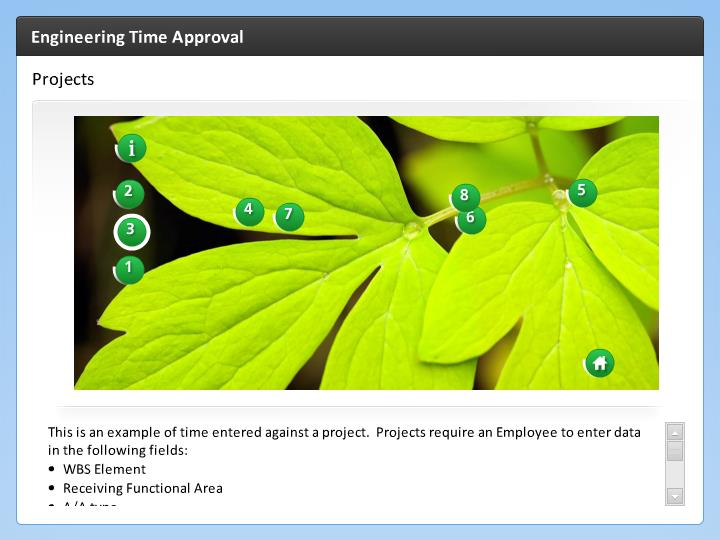 Engineering Time Approval
Projects
i
2
8
5
4
7
6
3
1
This is an example of time entered against a project. Projects require an Employee to enter data
in the following fields:
• WBS Element
• Receiving Functional Area